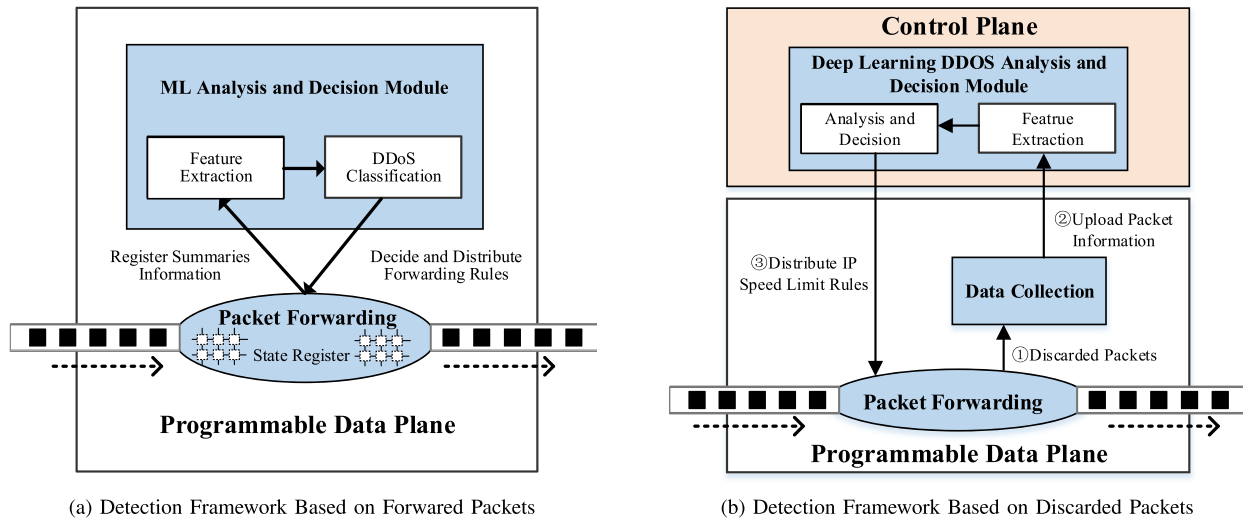 ML Analysis and Decision Module
Feature
Extraction
DDoS
Classification
Register Summaries
Information
Decide and Distribute
Forwarding Rules
Packet Forwarding
State Register
Programmable Data Plane
(a) Detection Framework Based on Forwared Packets
Control Plane
Deep Learning DDOS Analysis and
Decision Module
Analysis and
Decision
Featrue
Extraction
②Upload Packet
Information
③Distribute IP
Speed Limit Rules
Data Collection
①Discarded Packets
Packet Forwarding
Programmable Data Plane
(b) Detection Framework Based on Discarded Packets